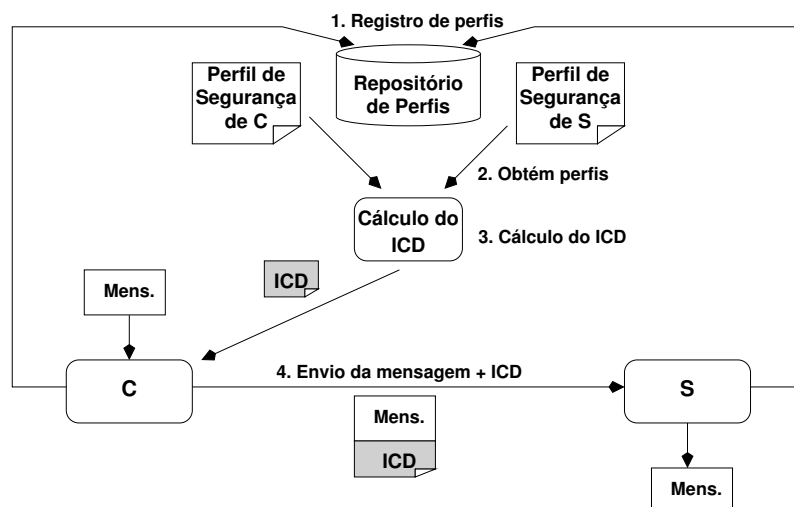 1. Registro de perfis
Perfil de
Segurança
de C
Repositório
de Perfis
Perfil de
Segurança
de S
2. Obtém perfis
Cálculo do
ICD
3. Cálculo do ICD
ICD
Mens.
C
4. Envio da mensagem + ICD
S
Mens.
ICD
Mens.